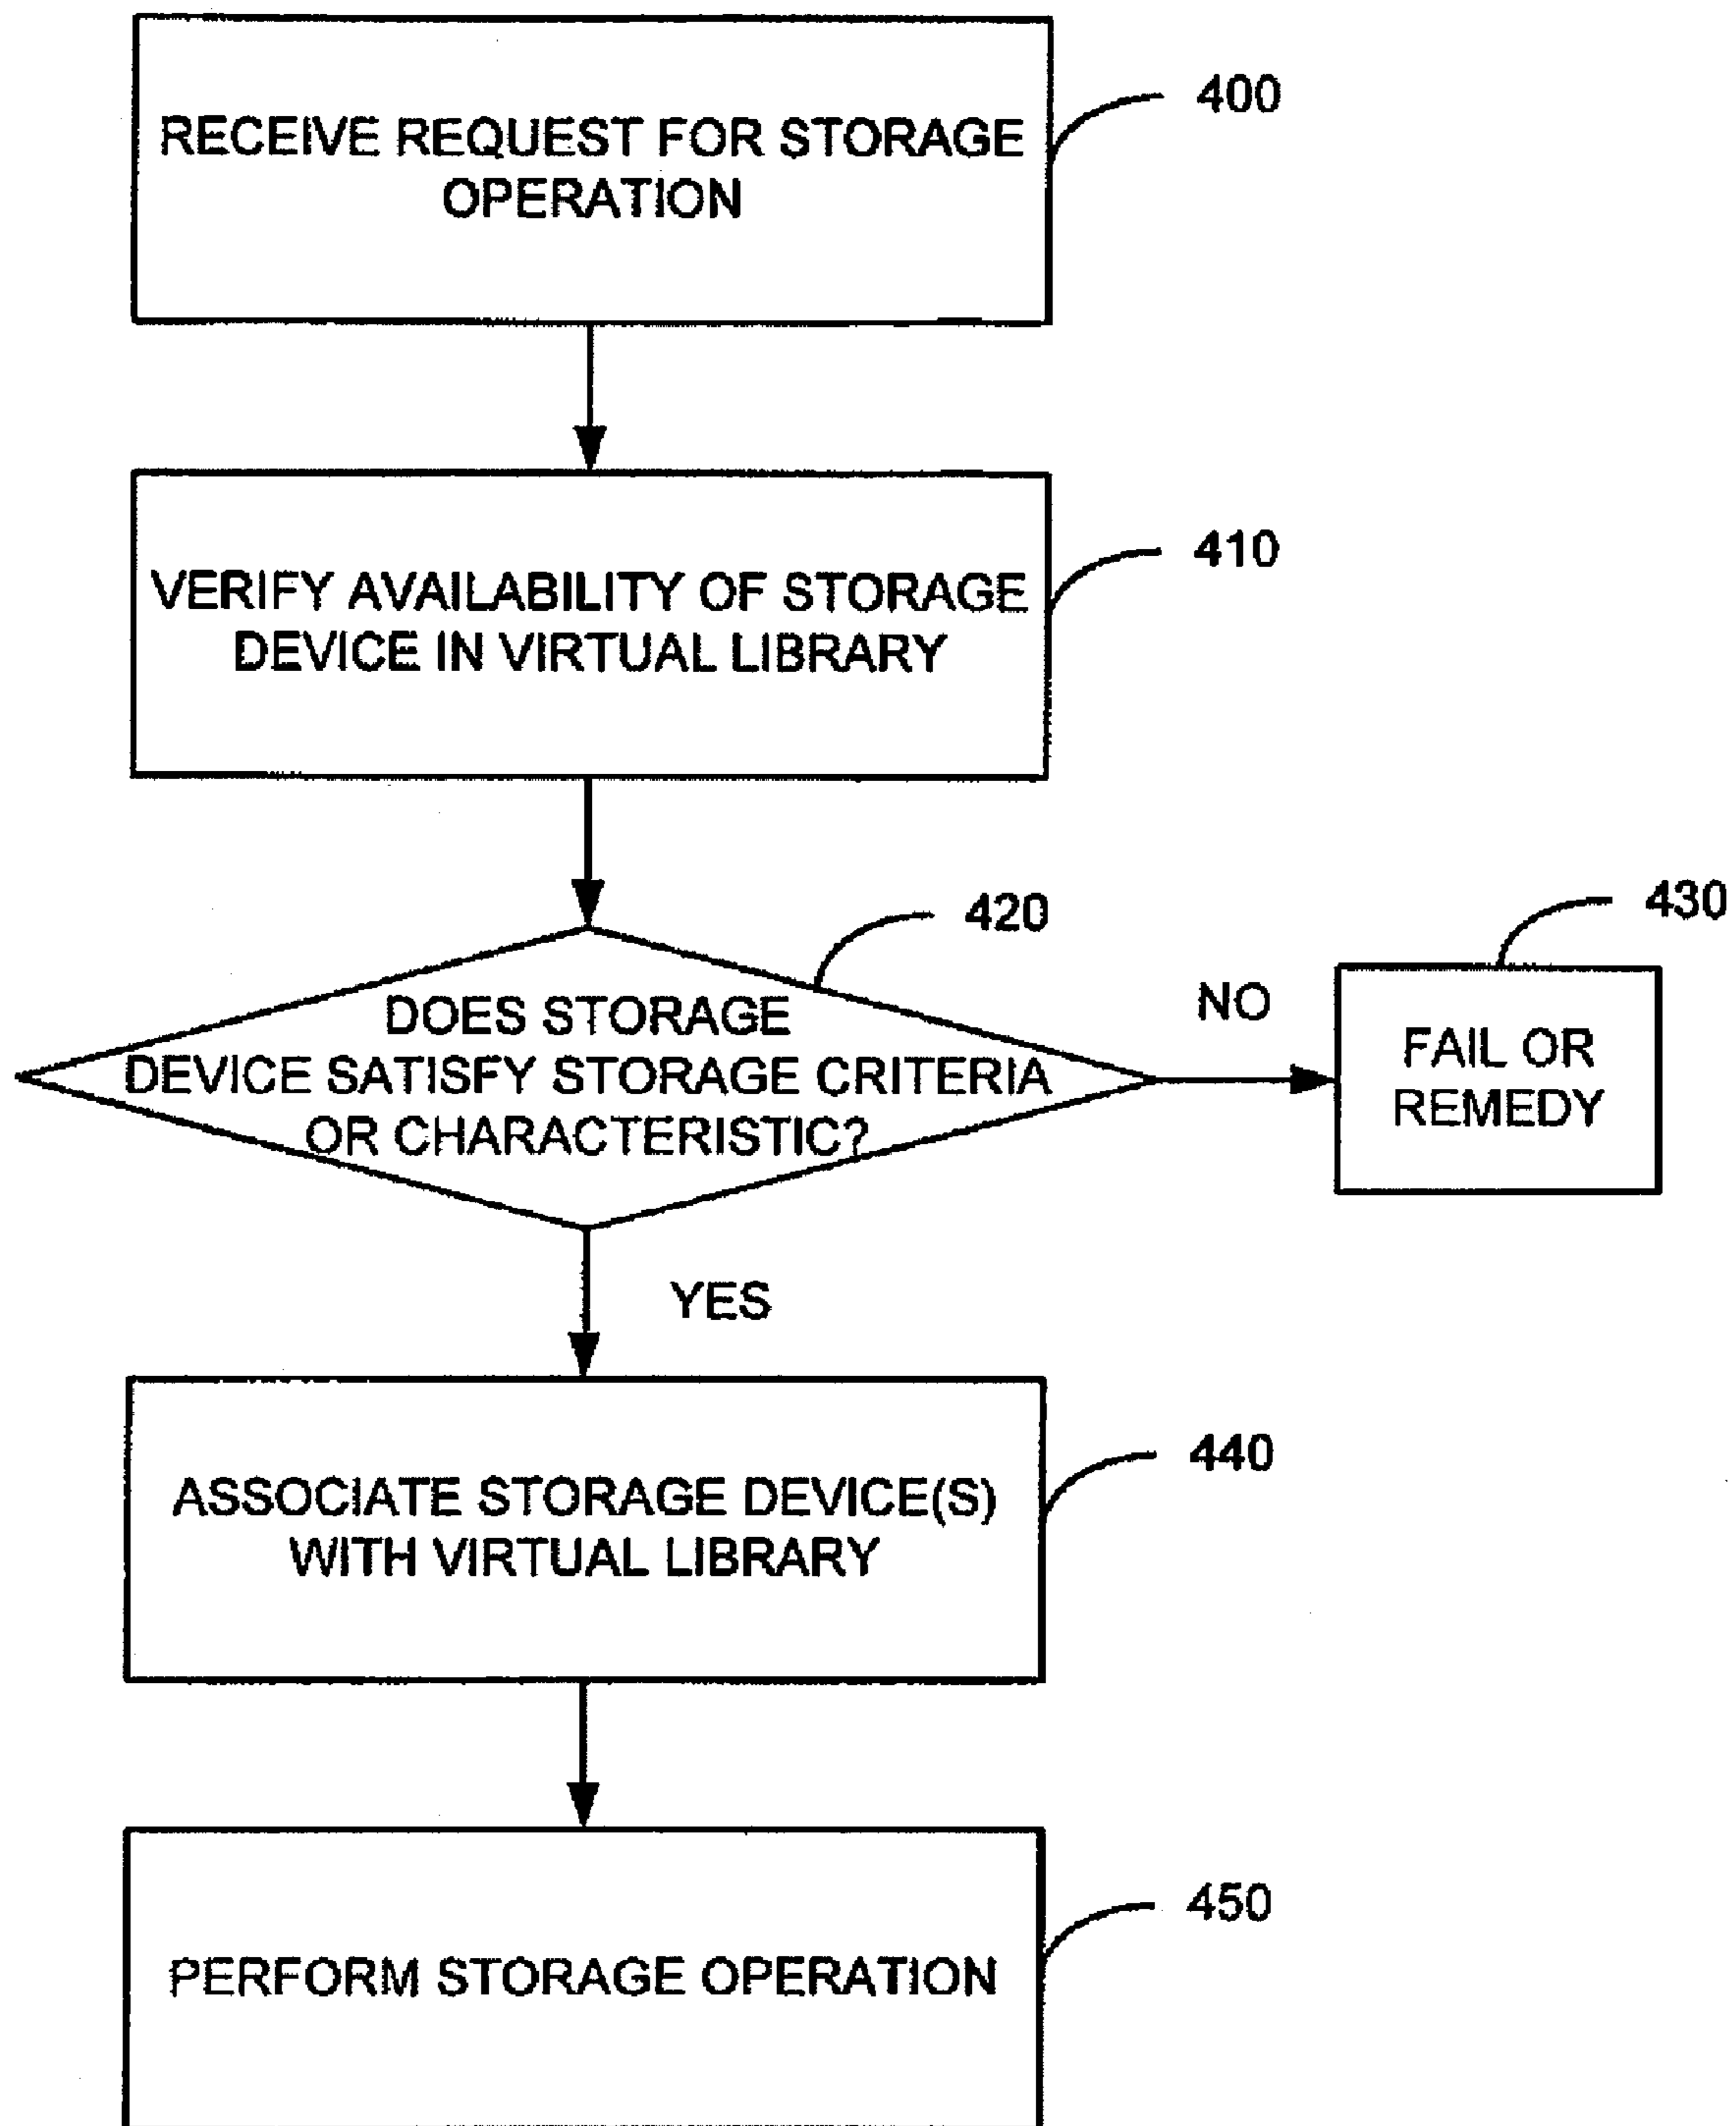 RECEIVE REQUEST FOR STORAGE
OPERATION
400
VERIFY AVAILABILITY OF STORAGE
DEVICE IN VIRTUAL LIBRARY
410
DOES STORAGE
DEVICE SATISFY STORAGE CRITERIA
OR CHARACTERISTIC?
420
NO
FAIL OR
REMEDY
430
YES
ASSOCIATE STORAGE DEVICE(S)
WITH VIRTUAL LIBRARY
440
PERFORM STORAGE OPERATION
450